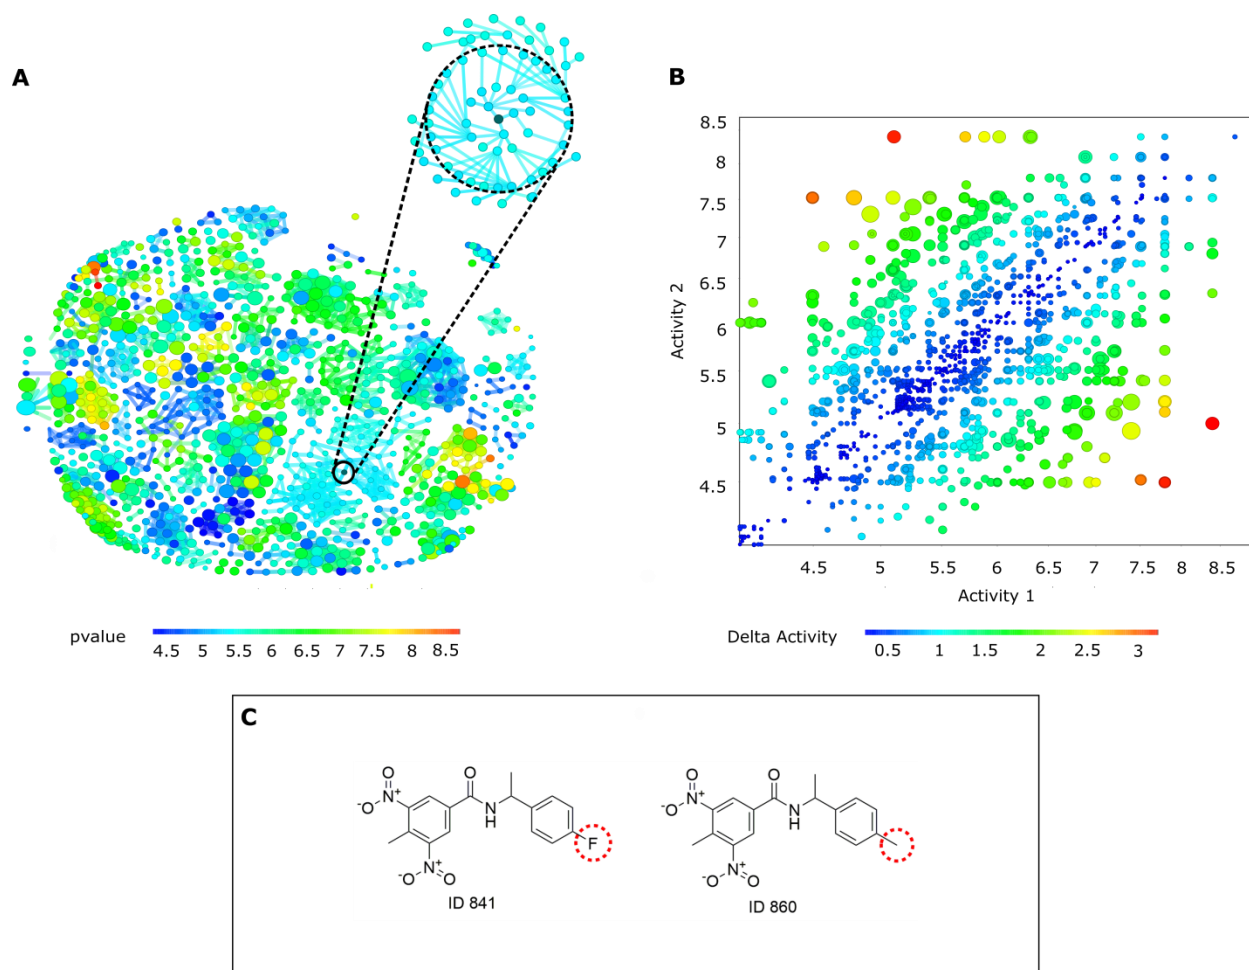 A
B
8.5
8
7.5
7
6.5
6
5.5
5
4.5
Activity 2
4.5 5 5.5 6 6.5 7 7.5 8 8.5
Activity 1
pvalue
4.5 5 5.5 6 6.5 7 7.5 8 8.5
Delta Activity
0.5 1 1.5 2 2.5 3
C
O
N+
-O
O
N
H
F
N+
-O
O
ID 841
O
N+
-O
O
N
H
N+
-O
O
ID 860